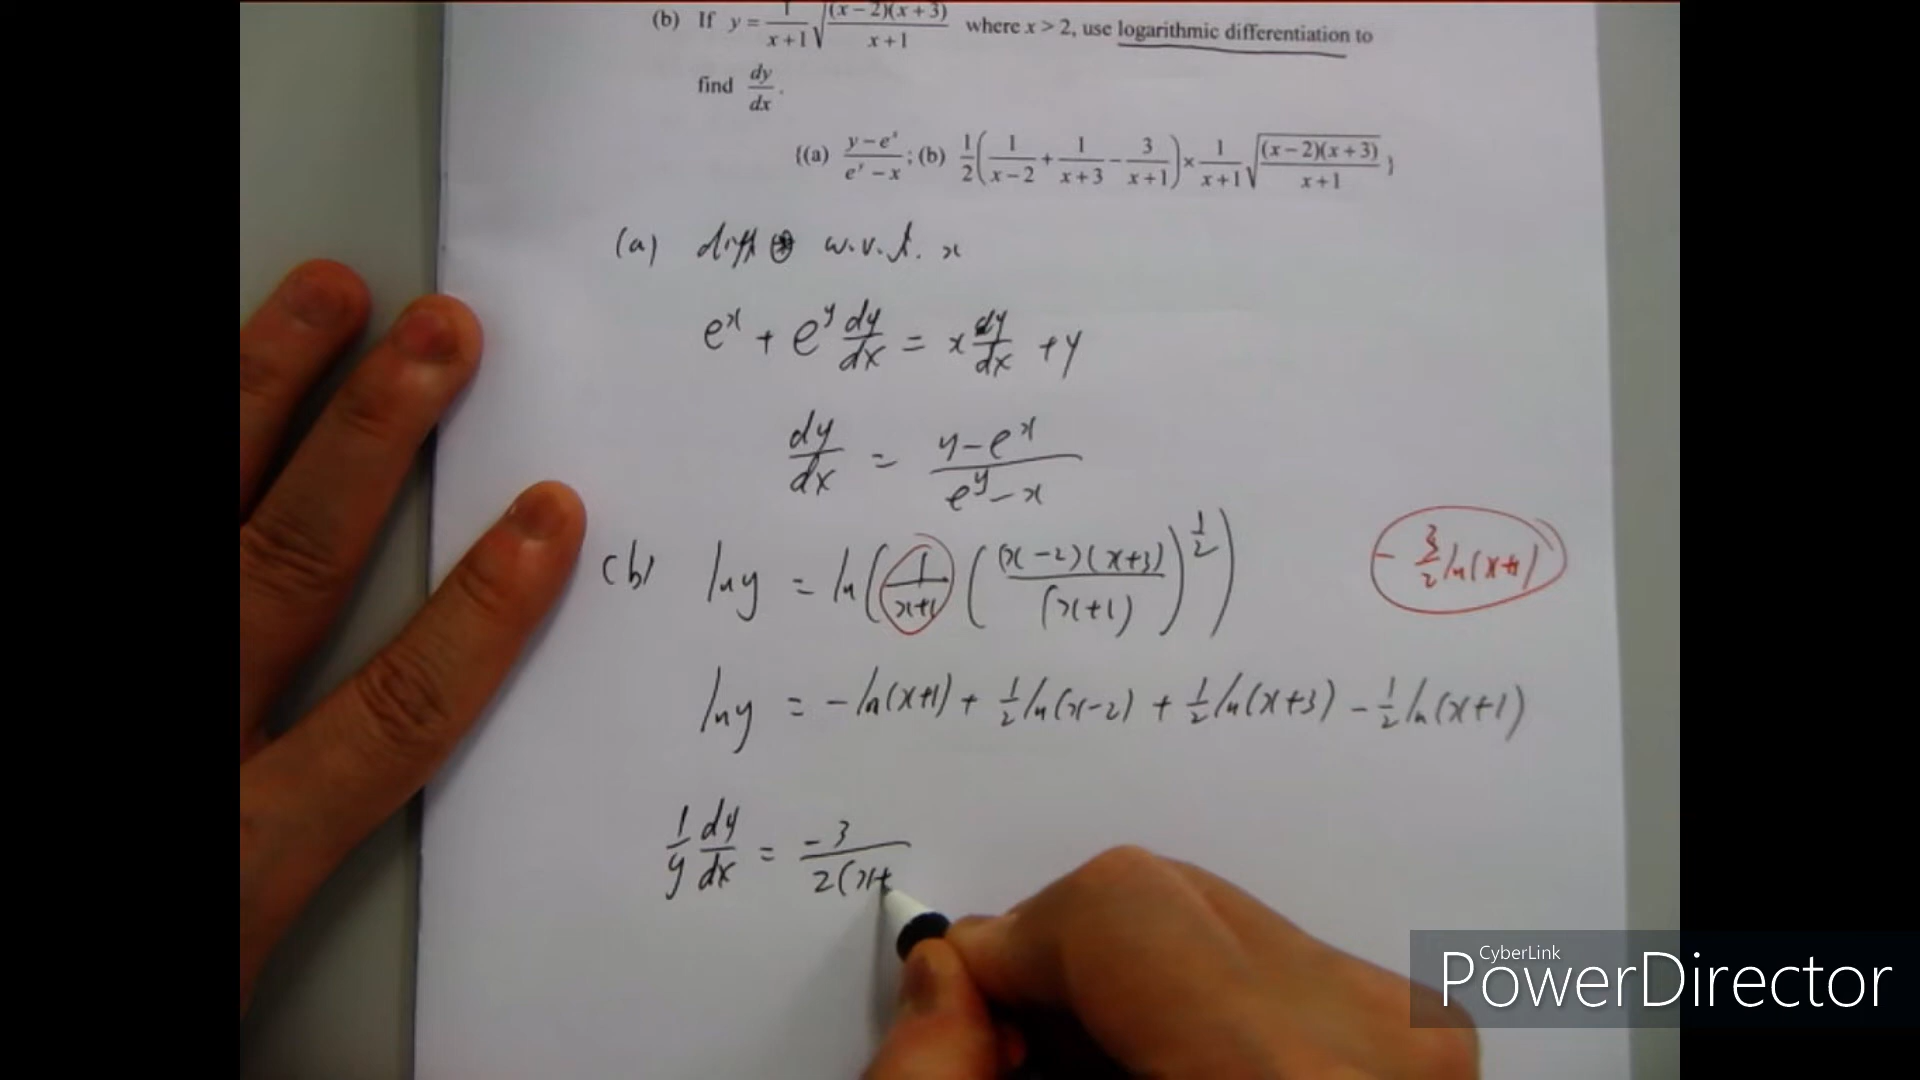 (b) If y = 1/(x+1) √((x−2)(x+3)/(x+1)) where x > 2, use logarithmic differentiation to
find dy/dx.
{(a) (y−e^x)/(e^y−x); (b) 1/2 (1/(x−2) + 1/(x+3) − 3/(x+1)) × 1/(x+1) √((x−2)(x+3)/(x+1)) }
(a) diff w.r.t. x
e^x + e^y dy/dx = x dy/dx + y
dy/dx = (y−e^x)/(e^y−x)
(b) ln y = ln(1/(x+1) ((x−2)(x+3)/(x+1))^(1/2))
− 3/2 ln(x+1)
ln y = −ln(x+1) + 1/2 ln(x−2) + 1/2 ln(x+3) − 1/2 ln(x+1)
1/y dy/dx = −3/(2(x+
CyberLink
PowerDirector